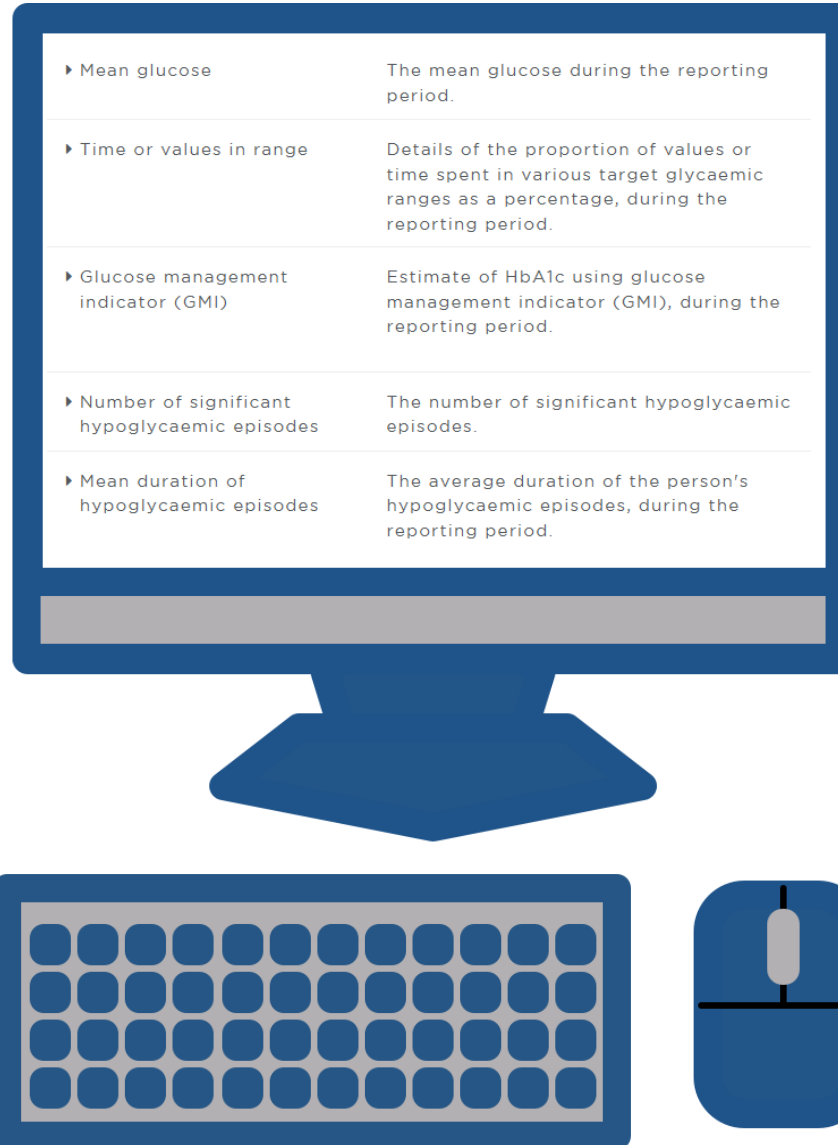 Mean glucose
The mean glucose during the reporting
period.
Time or values in range
Details of the proportion of values or
time spent in various target glycaemic
ranges as a percentage, during the
reporting period.
Glucose management
indicator (GMI)
Estimate of HbA1c using glucose
management indicator (GMI), during the
reporting period.
Number of significant
hypoglycaemic episodes
The number of significant hypoglycaemic
episodes.
Mean duration of
hypoglycaemic episodes
The average duration of the person's
hypoglycaemic episodes, during the
reporting period.